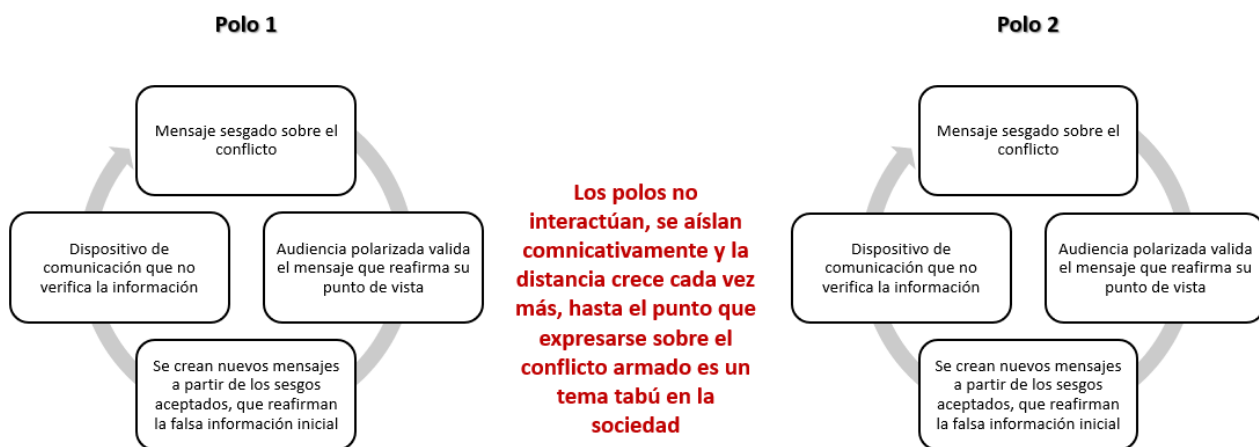 Polo 1
Mensaje sesgado sobre el
conflicto
Dispositivo de
comunicación que no
verifica la información
Audiencia polarizada valida
el mensaje que reafirma su
punto de vista
Se crean nuevos mensajes
a partir de los sesgos
aceptados, que reafirman
la falsa información inicial
Los polos no
interactúan, se aíslan
comnicativamente y la
distancia crece cada vez
más, hasta el punto que
expresarse sobre el
conflicto armado es un
tema tabú en la
sociedad
Polo 2
Mensaje sesgado sobre el
conflicto
Dispositivo de
comunicación que no
verifica la información
Audiencia polarizada valida
el mensaje que reafirma su
punto de vista
Se crean nuevos mensajes
a partir de los sesgos
aceptados, que reafirman
la falsa información inicial